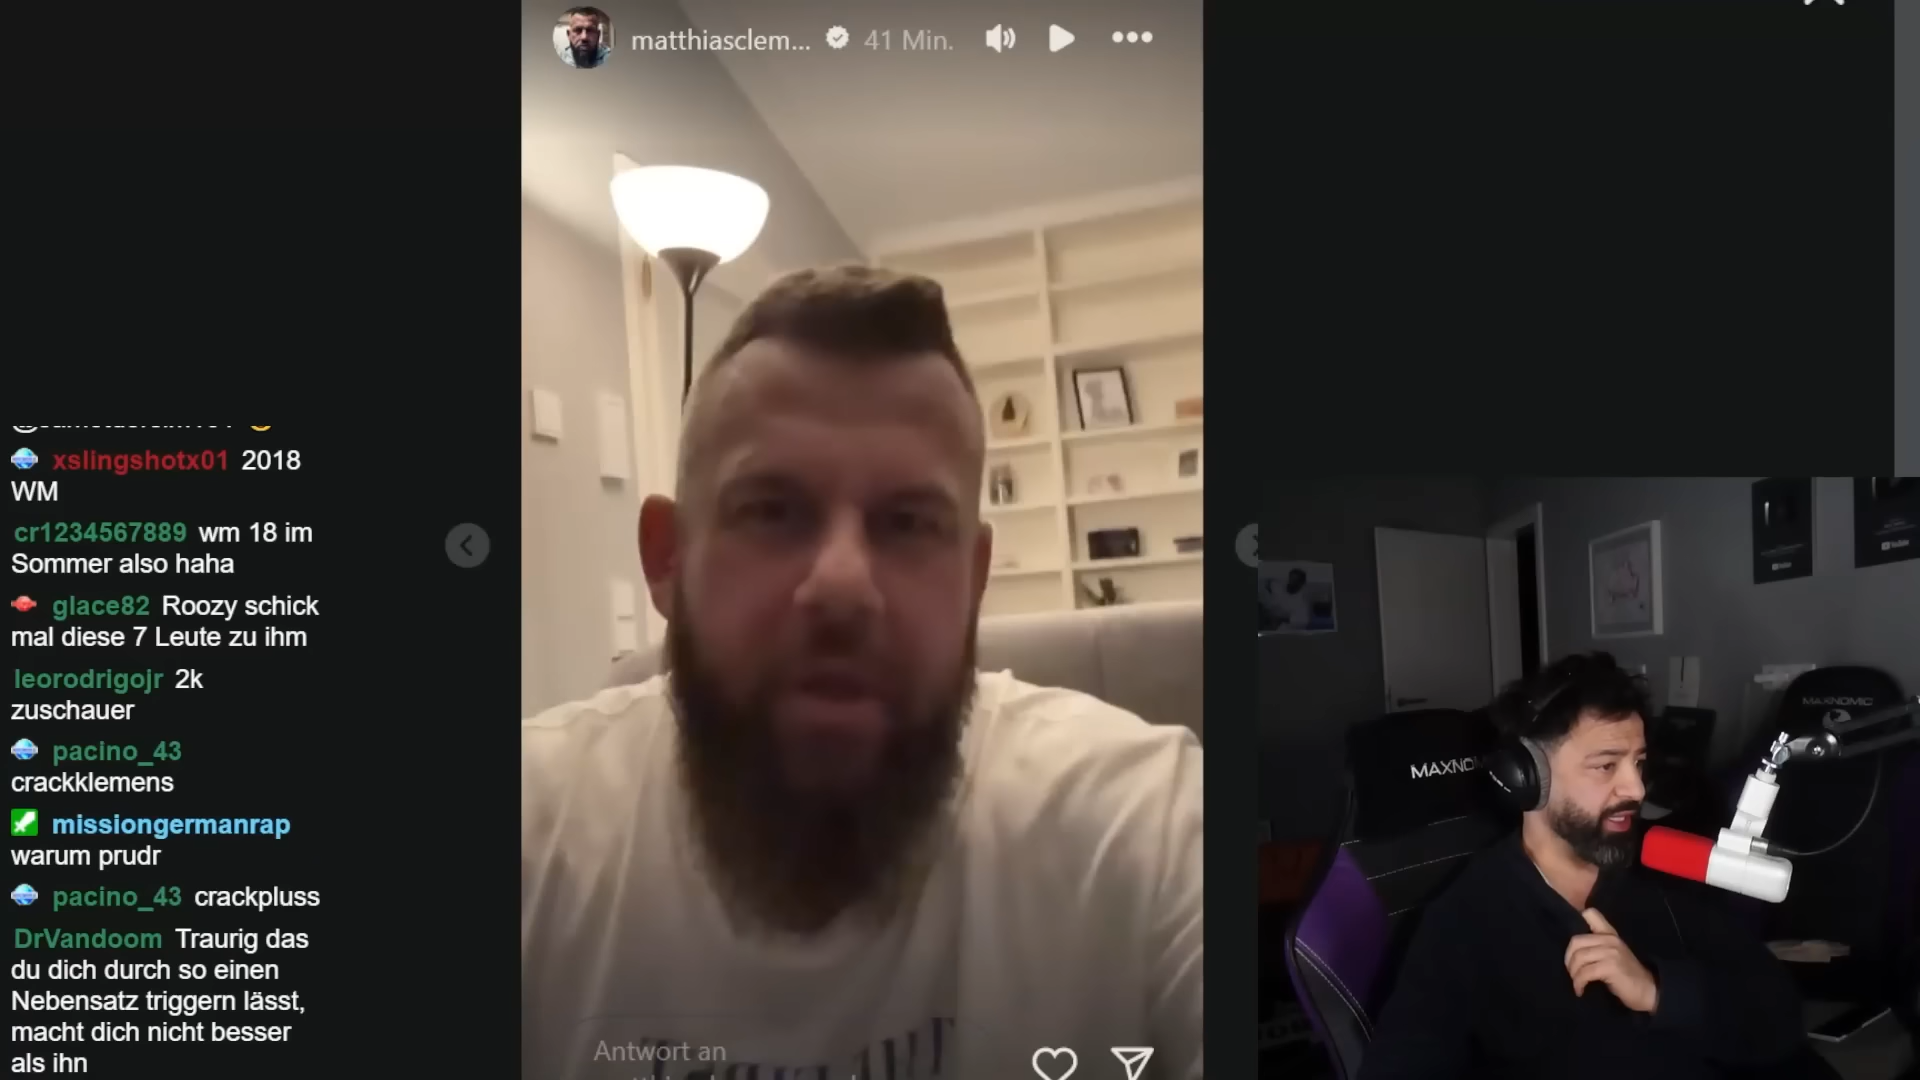 matthiasclem... 41 Min.
xslingshotx01 2018
WM
cr1234567889 wm 18 im
Sommer also haha
glace82 Roozy schick
mal diese 7 Leute zu ihm
leorodrigojr 2k
zuschauer
pacino_43
crackklemens
missiongermanrap
warum prudr
pacino_43 crackpluss
DrVandoom Traurig das
du dich durch so einen
Nebensatz triggern lässt,
macht dich nicht besser
als ihn
Antwort an
MAXNOMIC